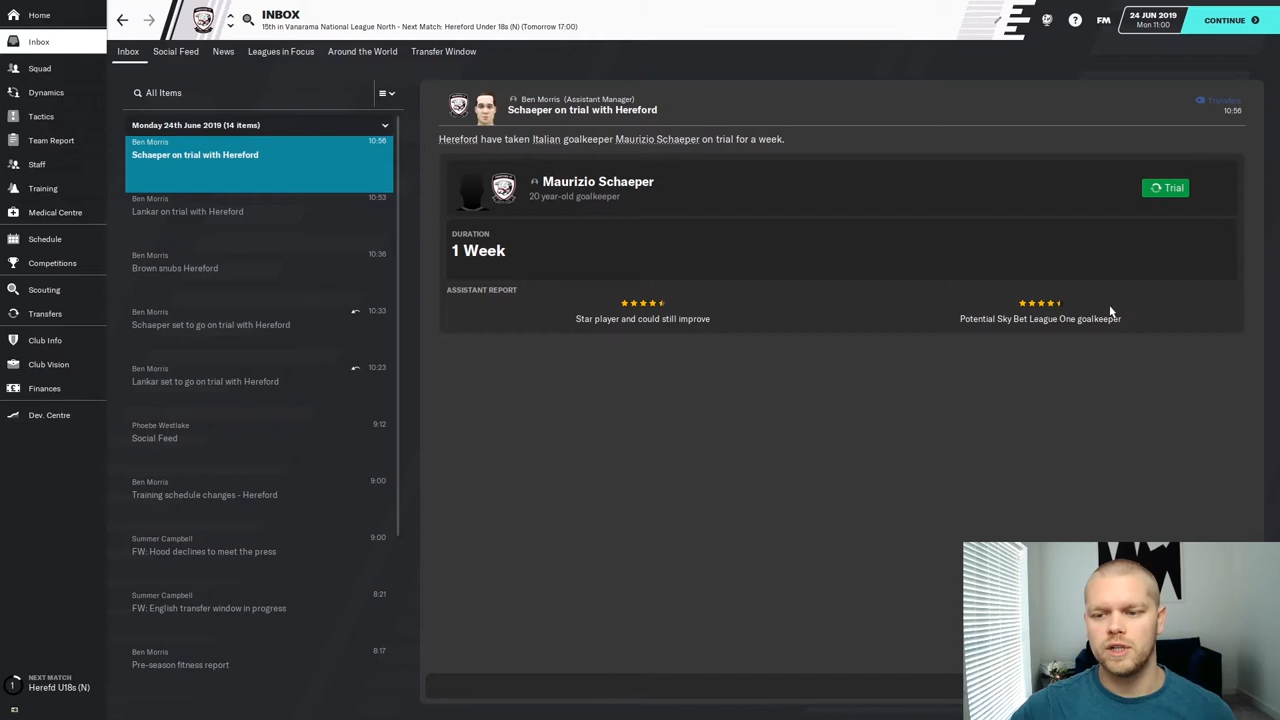 Home
Inbox
Squad
Dynamics
Tactics
Team Report
Staff
Training
Medical Centre
Schedule
Competitions
Scouting
Transfers
Club Info
Club Vision
Finances
Dev. Centre
1
NEXT MATCH
Herefd U18s (N)
INBOX
15th in Vanarama National League North - Next Match: Hereford Under 18s (N) (Tomorrow 17:00)
?
FM
24 JUN 2019
Mon 11:00
CONTINUE
Inbox Social Feed News Leagues in Focus Around the World Transfer Window
All Items
Monday 24th June 2019 (14 items)
Ben Morris 10:56
Schaeper on trial with Hereford
Ben Morris 10:53
Lankar on trial with Hereford
Ben Morris 10:36
Brown snubs Hereford
Ben Morris 10:33
Schaeper set to go on trial with Hereford
Ben Morris 10:23
Lankar set to go on trial with Hereford
Phoebe Westlake 9:12
Social Feed
Ben Morris 9:00
Training schedule changes - Hereford
Summer Campbell 9:00
FW: Hood declines to meet the press
Summer Campbell 8:21
FW: English transfer window in progress
Ben Morris 8:17
Pre-season fitness report
Ben Morris (Assistant Manager)
Schaeper on trial with Hereford
Transfers
10:56
Hereford have taken Italian goalkeeper Maurizio Schaeper on trial for a week.
Maurizio Schaeper
20 year-old goalkeeper
Trial
DURATION
1 Week
ASSISTANT REPORT
Star player and could still improve
Potential Sky Bet League One goalkeeper